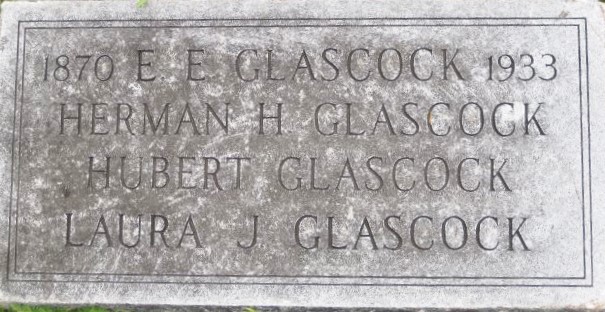 1870 E. E. GLASCOCK 1933
HERMAN H GLASCOCK
HUBERT GLASCOCK
LAURA J GLASCOCK